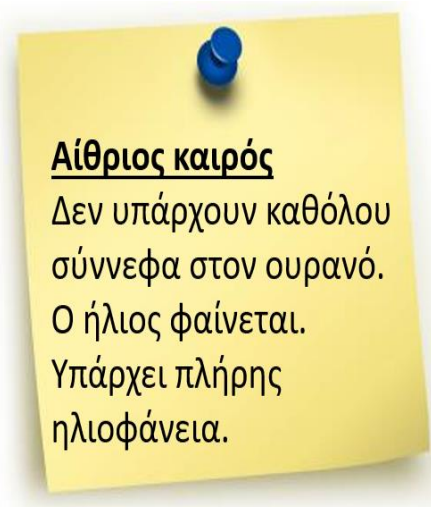 Αίθριος καιρός
Δεν υπάρχουν καθόλου
σύννεφα στον ουρανό.
Ο ήλιος φαίνεται.
Υπάρχει πλήρης
ηλιοφάνεια.